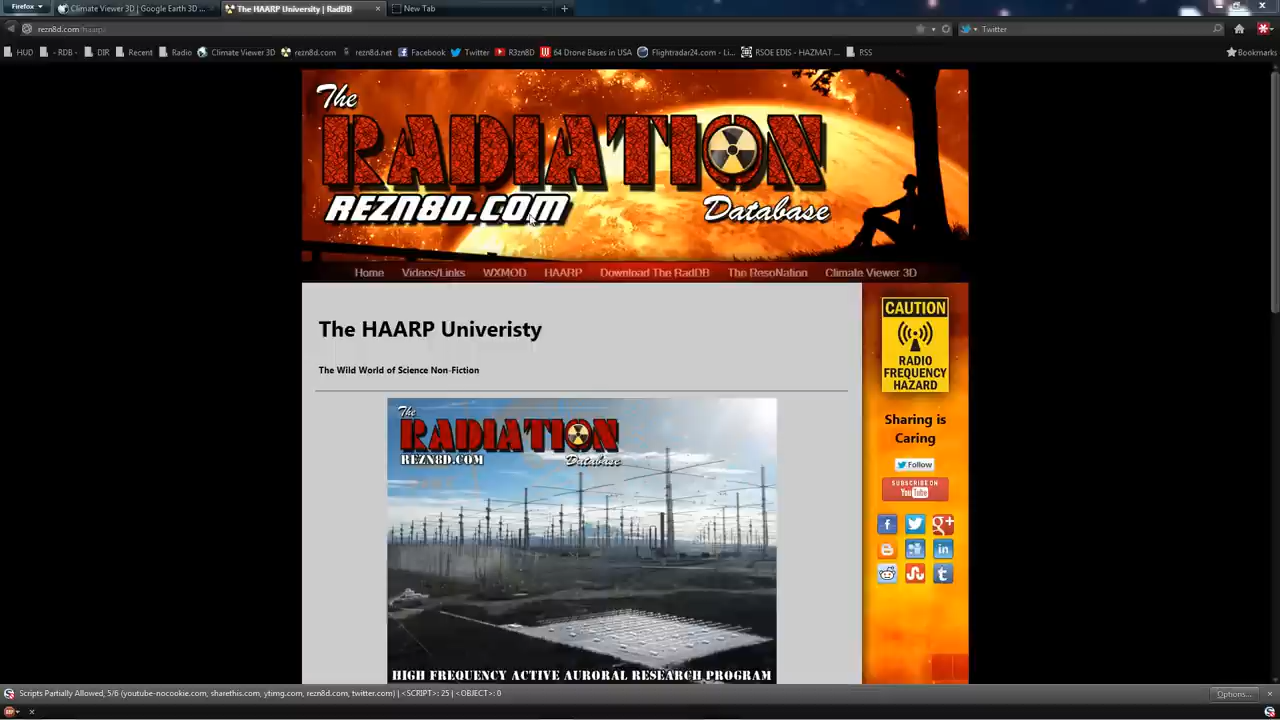 Firefox
Climate Viewer 3D | Google Earth 3D ...
The HAARP University | RadDB
New Tab
rezn8d.com/haarp/
Twitter
HUD
- RDB -
DIR
Recent
Radio
Climate Viewer 3D
rezn8d.com
rezn8d.net
Facebook
Twitter
R3zn8D
64 Drone Bases in USA
Flightradar24.com - Li...
RSOE EDIS - HAZMAT ...
RSS
Bookmarks
The
RADIATION
REZN8D.COM
Database
Home
Videos/Links
WXMOD
HAARP
Download The RadDB
The ResoNation
Climate Viewer 3D
The HAARP Univeristy
The Wild World of Science Non-Fiction
The
RADIATION
REZN8D.COM
Database
HIGH FREQUENCY ACTIVE AURORAL RESEARCH PROGRAM
CAUTION
RADIO
FREQUENCY
HAZARD
Sharing is
Caring
Follow
SUBSCRIBE ON
YouTube
Scripts Partially Allowed, 5/6 (youtube-nocookie.com, sharethis.com, ytimg.com, rezn8d.com, twitter.com) | <SCRIPT>: 25 | <OBJECT>: 0
Options...